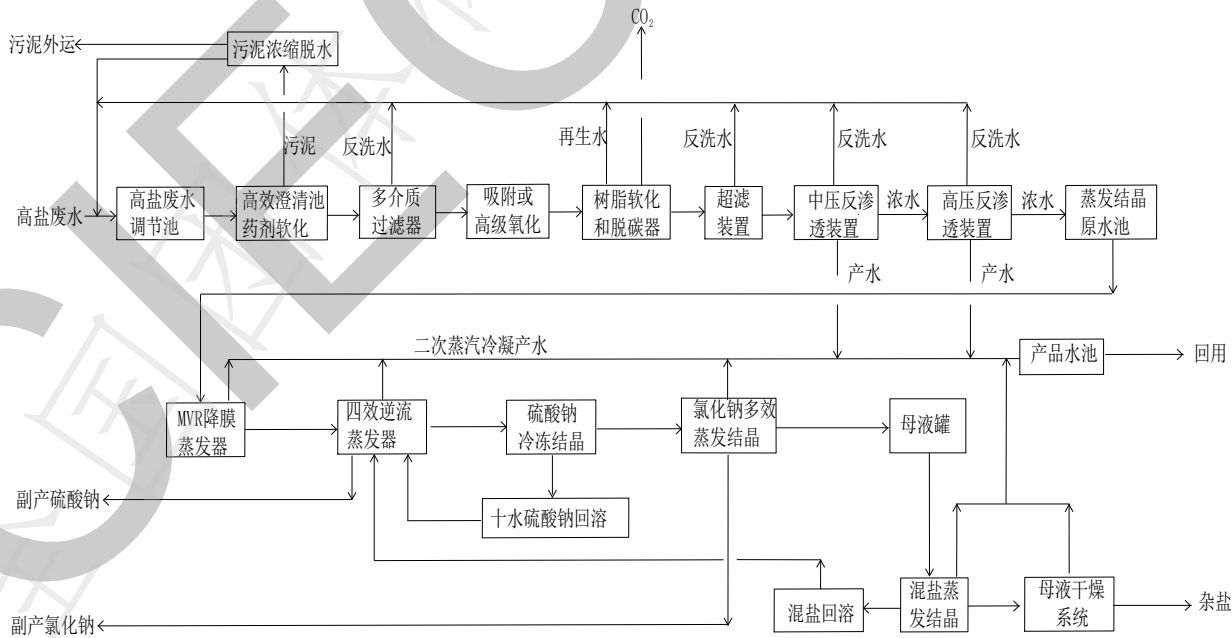 CO₂
污泥外运
污泥浓缩脱水
污泥
反洗水
再生水
反洗水
反洗水
反洗水
高盐废水
高盐废水
调节池
高效澄清池
药剂软化
多介质
过滤器
吸附或
高级氧化
树脂软化
和脱碳器
超滤
装置
中压反渗
透装置
浓水
高压反渗
透装置
浓水
蒸发结晶
原水池
产水
产水
二次蒸汽冷凝产水
产品水池
回用
MVR降膜
蒸发器
四效逆流
蒸发器
硫酸钠
冷冻结晶
氯化钠多效
蒸发结晶
母液罐
副产硫酸钠
十水硫酸钠回溶
混盐回溶
混盐蒸
发结晶
母液干燥
系统
杂盐
副产氯化钠